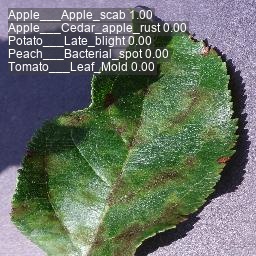 Apple___Apple_scab 1.00
Apple___Cedar_apple_rust 0.00
Potato___Late_blight 0.00
Peach___Bacterial_spot 0.00
Tomato___Leaf_Mold 0.00